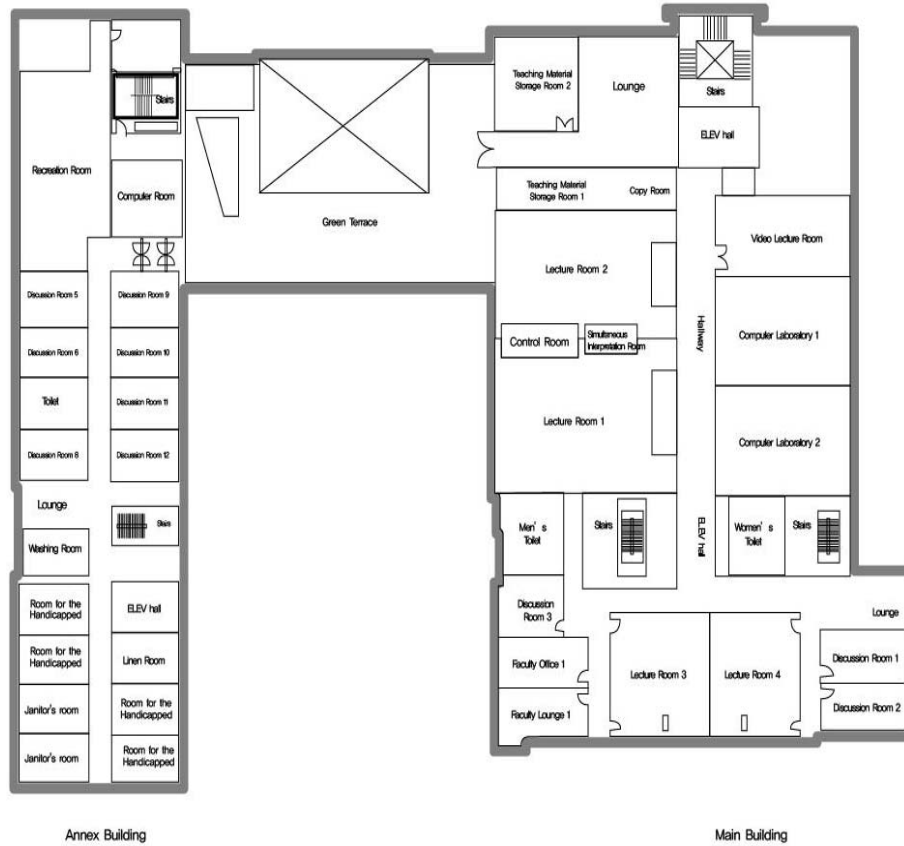 Stairs
Recreation Room
Computer Room
Discussion Room 5
Discussion Room 9
Discussion Room 6
Discussion Room 10
Toilet
Discussion Room 11
Discussion Room 8
Discussion Room 12
Lounge
Stairs
Washing Room
Room for the
Handicapped
ELEV hall
Room for the
Handicapped
Linen Room
Janitor's room
Room for the
Handicapped
Janitor's room
Room for the
Handicapped
Annex Building
Green Terrace
Teaching Material
Storage Room 2
Lounge
Stairs
ELEV hall
Teaching Material
Storage Room 1
Copy Room
Video Lecture Room
Lecture Room 2
Hallway
Control Room
Simultaneous
Interpretation Room
Computer Laboratory 1
Lecture Room 1
Computer Laboratory 2
Men's
Toilet
Stairs
ELEV hall
Women's
Toilet
Stairs
Discussion
Room 3
Lounge
Faculty Office 1
Lecture Room 3
Lecture Room 4
Discussion Room 1
Faculty Lounge 1
Discussion Room 2
Main Building